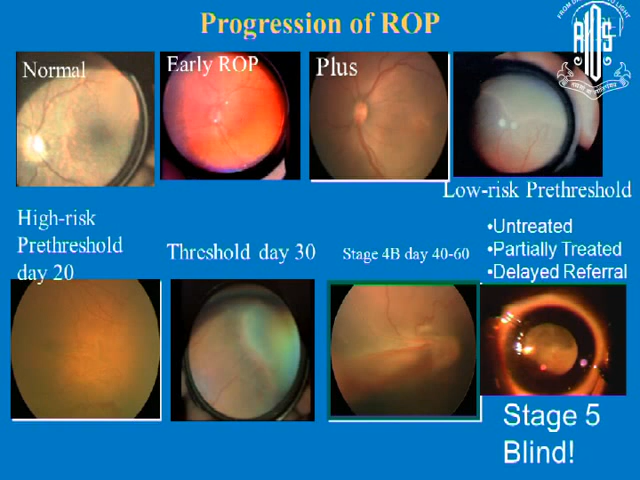 Progression of ROP
Normal
Early ROP
Plus
Low-risk Prethreshold
High-risk
Prethreshold
day 20
Threshold day 30
Stage 4B day 40-60
•Untreated
•Partially Treated
•Delayed Referral
Stage 5
Blind!